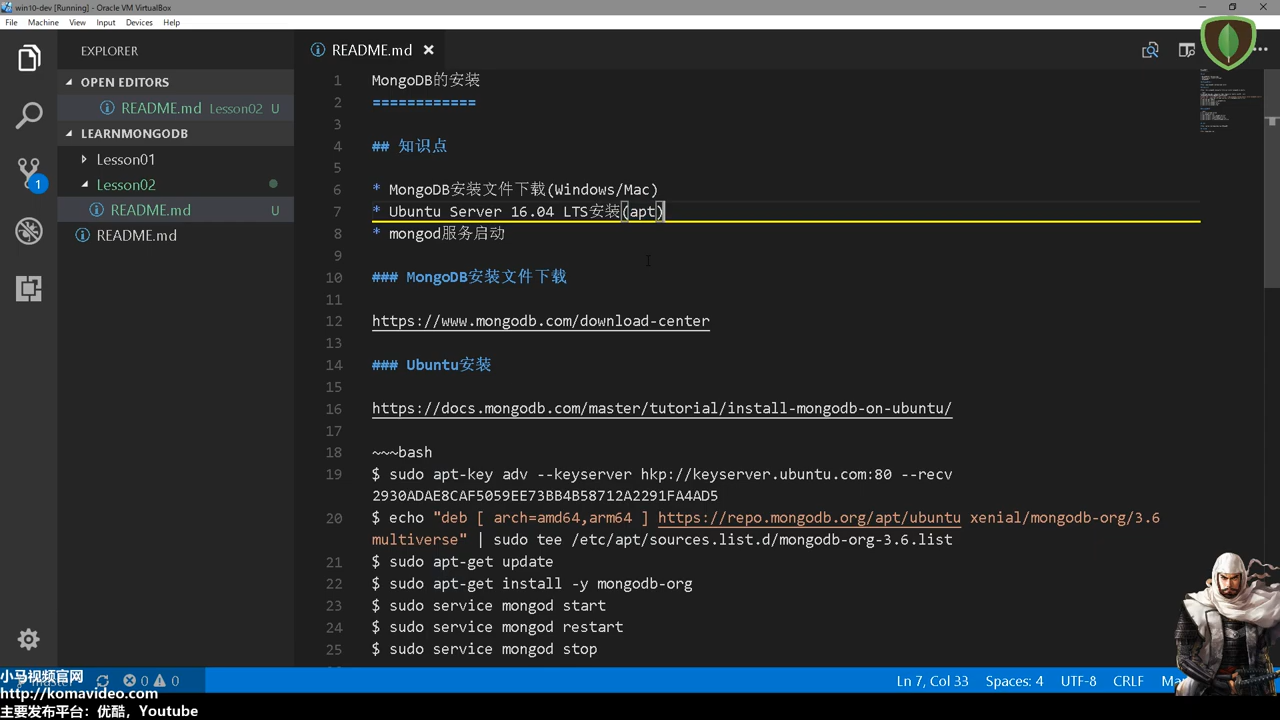 win10-dev [Running] - Oracle VM VirtualBox
File Machine View Input Devices Help
EXPLORER
OPEN EDITORS
README.md Lesson02 U
LEARNMONGODB
Lesson01
Lesson02
README.md U
README.md
1
README.md
1 MongoDB的安装
2 ============
3
4 ## 知识点
5
6 * MongoDB安装文件下载(Windows/Mac)
7 * Ubuntu Server 16.04 LTS安装(apt)
8 * mongod服务启动
9
10 ### MongoDB安装文件下载
11
12 https://www.mongodb.com/download-center
13
14 ### Ubuntu安装
15
16 https://docs.mongodb.com/master/tutorial/install-mongodb-on-ubuntu/
17
18 ~~~bash
19 $ sudo apt-key adv --keyserver hkp://keyserver.ubuntu.com:80 --recv
2930ADAE8CAF5059EE73BB4B58712A2291FA4AD5
20 $ echo "deb [ arch=amd64,arm64 ] https://repo.mongodb.org/apt/ubuntu xenial/mongodb-org/3.6
multiverse" | sudo tee /etc/apt/sources.list.d/mongodb-org-3.6.list
21 $ sudo apt-get update
22 $ sudo apt-get install -y mongodb-org
23 $ sudo service mongod start
24 $ sudo service mongod restart
25 $ sudo service mongod stop
0 0 Ln 7, Col 33 Spaces: 4 UTF-8 CRLF
小马视频官网
http://komavideo.com
主要发布平台：优酷，Youtube